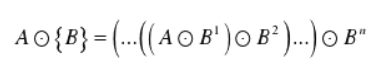 A ⊙ {B} = (...((A ⊙ B¹) ⊙ B²)...) ⊙ Bⁿ